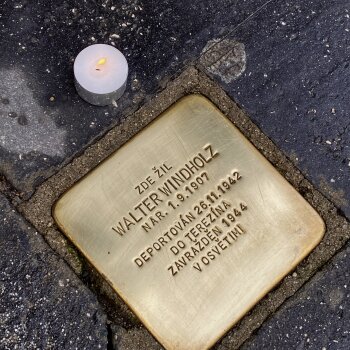 ZDE ŽIL
WALTER WINDHOLZ
NAR. 1.9.1907
DEPORTOVÁN 26.11.1942
DO TEREZÍNA
ZAVRAŽDĚN 1944
V OSVĚTIMI